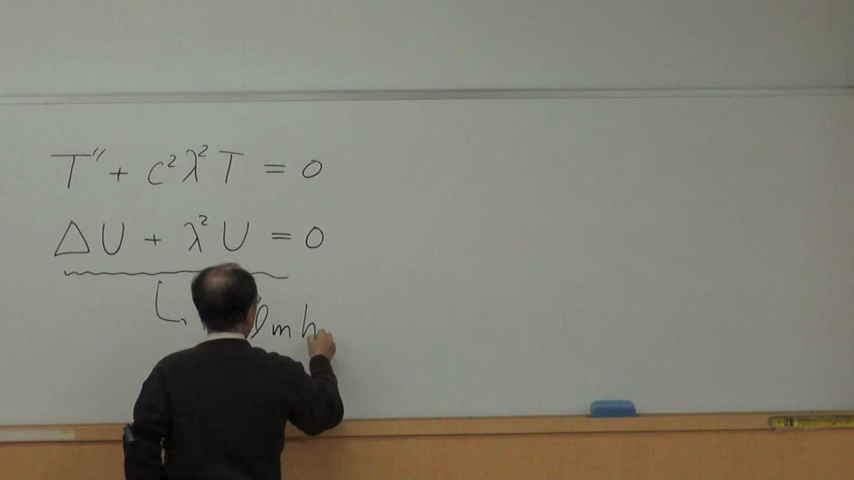 T″ + c²λ²T = 0
ΔU + λ²U = 0
lmh